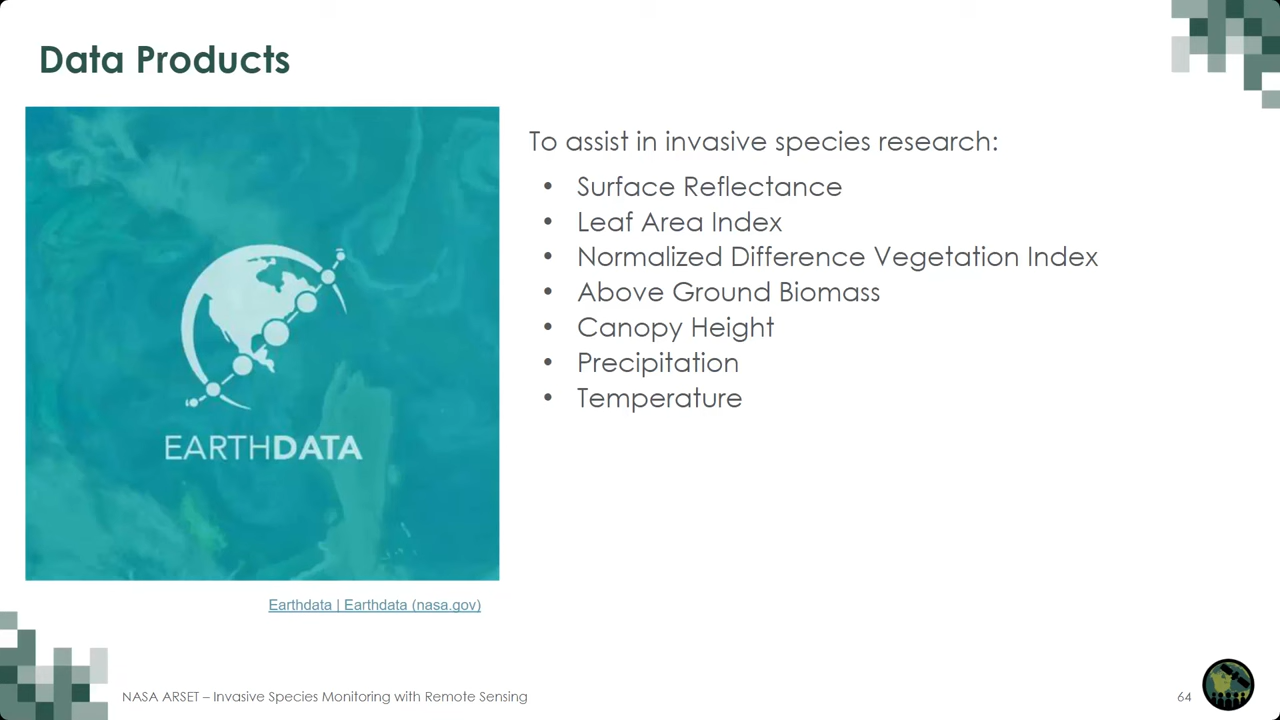 Data Products
To assist in invasive species research:
• Surface Reflectance
• Leaf Area Index
• Normalized Difference Vegetation Index
• Above Ground Biomass
• Canopy Height
• Precipitation
• Temperature
EARTHDATA
Earthdata | Earthdata (nasa.gov)
NASA ARSET – Invasive Species Monitoring with Remote Sensing
64